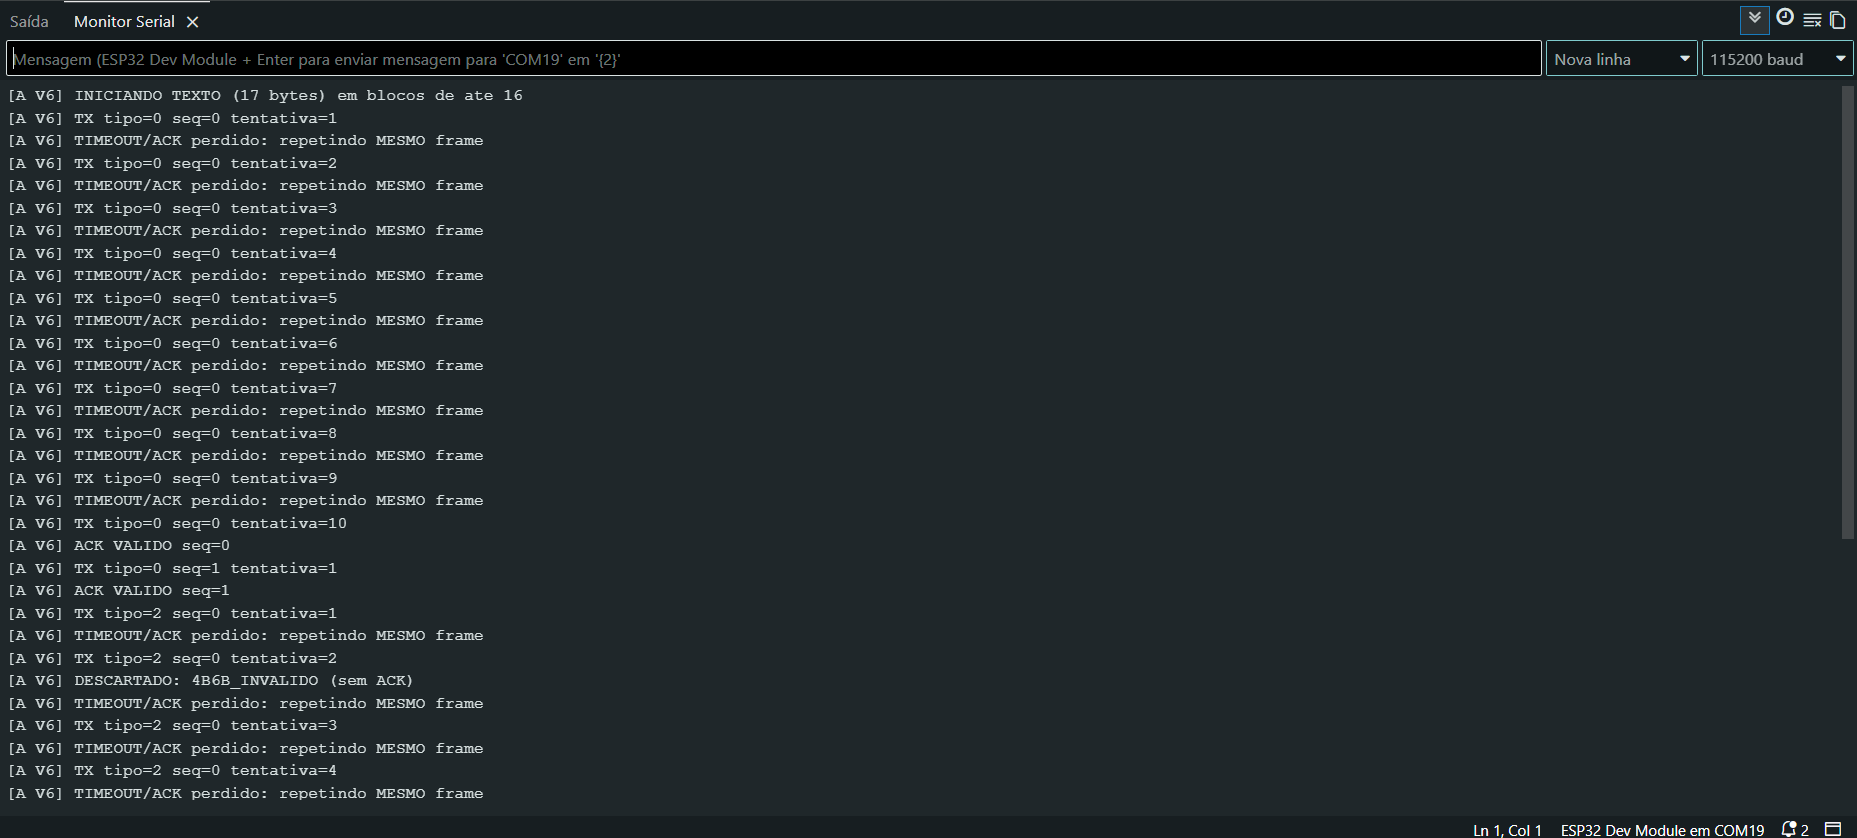 Saída Monitor Serial
Mensagem (ESP32 Dev Module + Enter para enviar mensagem para 'COM19' em '{2}' Nova linha 115200 baud
[A V6] INICIANDO TEXTO (17 bytes) em blocos de ate 16
[A V6] TX tipo=0 seq=0 tentativa=1
[A V6] TIMEOUT/ACK perdido: repetindo MESMO frame
[A V6] TX tipo=0 seq=0 tentativa=2
[A V6] TIMEOUT/ACK perdido: repetindo MESMO frame
[A V6] TX tipo=0 seq=0 tentativa=3
[A V6] TIMEOUT/ACK perdido: repetindo MESMO frame
[A V6] TX tipo=0 seq=0 tentativa=4
[A V6] TIMEOUT/ACK perdido: repetindo MESMO frame
[A V6] TX tipo=0 seq=0 tentativa=5
[A V6] TIMEOUT/ACK perdido: repetindo MESMO frame
[A V6] TX tipo=0 seq=0 tentativa=6
[A V6] TIMEOUT/ACK perdido: repetindo MESMO frame
[A V6] TX tipo=0 seq=0 tentativa=7
[A V6] TIMEOUT/ACK perdido: repetindo MESMO frame
[A V6] TX tipo=0 seq=0 tentativa=8
[A V6] TIMEOUT/ACK perdido: repetindo MESMO frame
[A V6] TX tipo=0 seq=0 tentativa=9
[A V6] TIMEOUT/ACK perdido: repetindo MESMO frame
[A V6] TX tipo=0 seq=0 tentativa=10
[A V6] ACK VALIDO seq=0
[A V6] TX tipo=0 seq=1 tentativa=1
[A V6] ACK VALIDO seq=1
[A V6] TX tipo=2 seq=0 tentativa=1
[A V6] TIMEOUT/ACK perdido: repetindo MESMO frame
[A V6] TX tipo=2 seq=0 tentativa=2
[A V6] DESCARTADO: 4B6B_INVALIDO (sem ACK)
[A V6] TIMEOUT/ACK perdido: repetindo MESMO frame
[A V6] TX tipo=2 seq=0 tentativa=3
[A V6] TIMEOUT/ACK perdido: repetindo MESMO frame
[A V6] TX tipo=2 seq=0 tentativa=4
[A V6] TIMEOUT/ACK perdido: repetindo MESMO frame
Ln 1, Col 1 ESP32 Dev Module em COM19 2